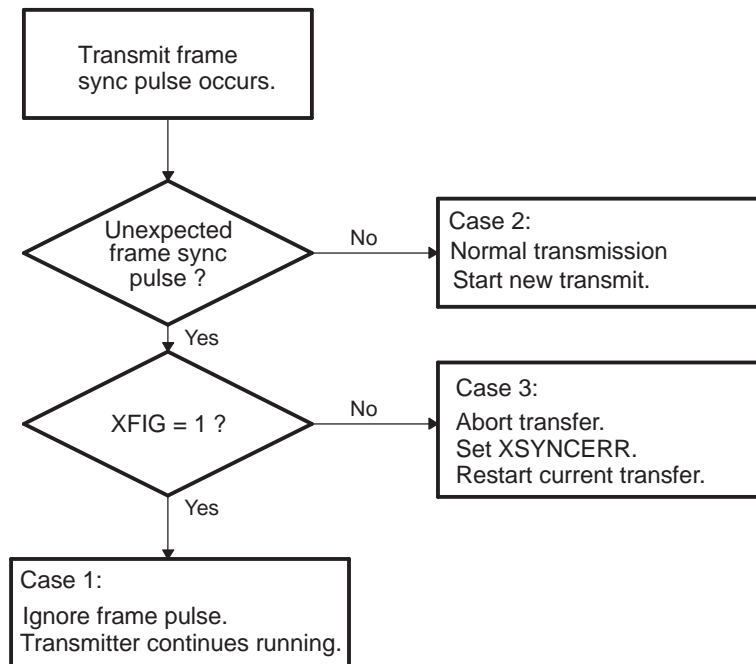 Transmit frame
sync pulse occurs.
Unexpected
frame sync
pulse ?
No
Case 2:
Normal transmission
Start new transmit.
Yes
XFIG = 1 ?
No
Case 3:
Abort transfer.
Set XSYNCERR.
Restart current transfer.
Yes
Case 1:
Ignore frame pulse.
Transmitter continues running.